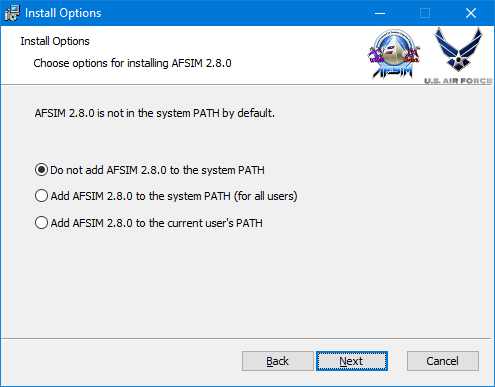 Install Options
Install Options
Choose options for installing AFSIM 2.8.0
AFSIM
U.S. AIR FORCE
AFSIM 2.8.0 is not in the system PATH by default.
Do not add AFSIM 2.8.0 to the system PATH
Add AFSIM 2.8.0 to the system PATH (for all users)
Add AFSIM 2.8.0 to the current user's PATH
Back
Next
Cancel